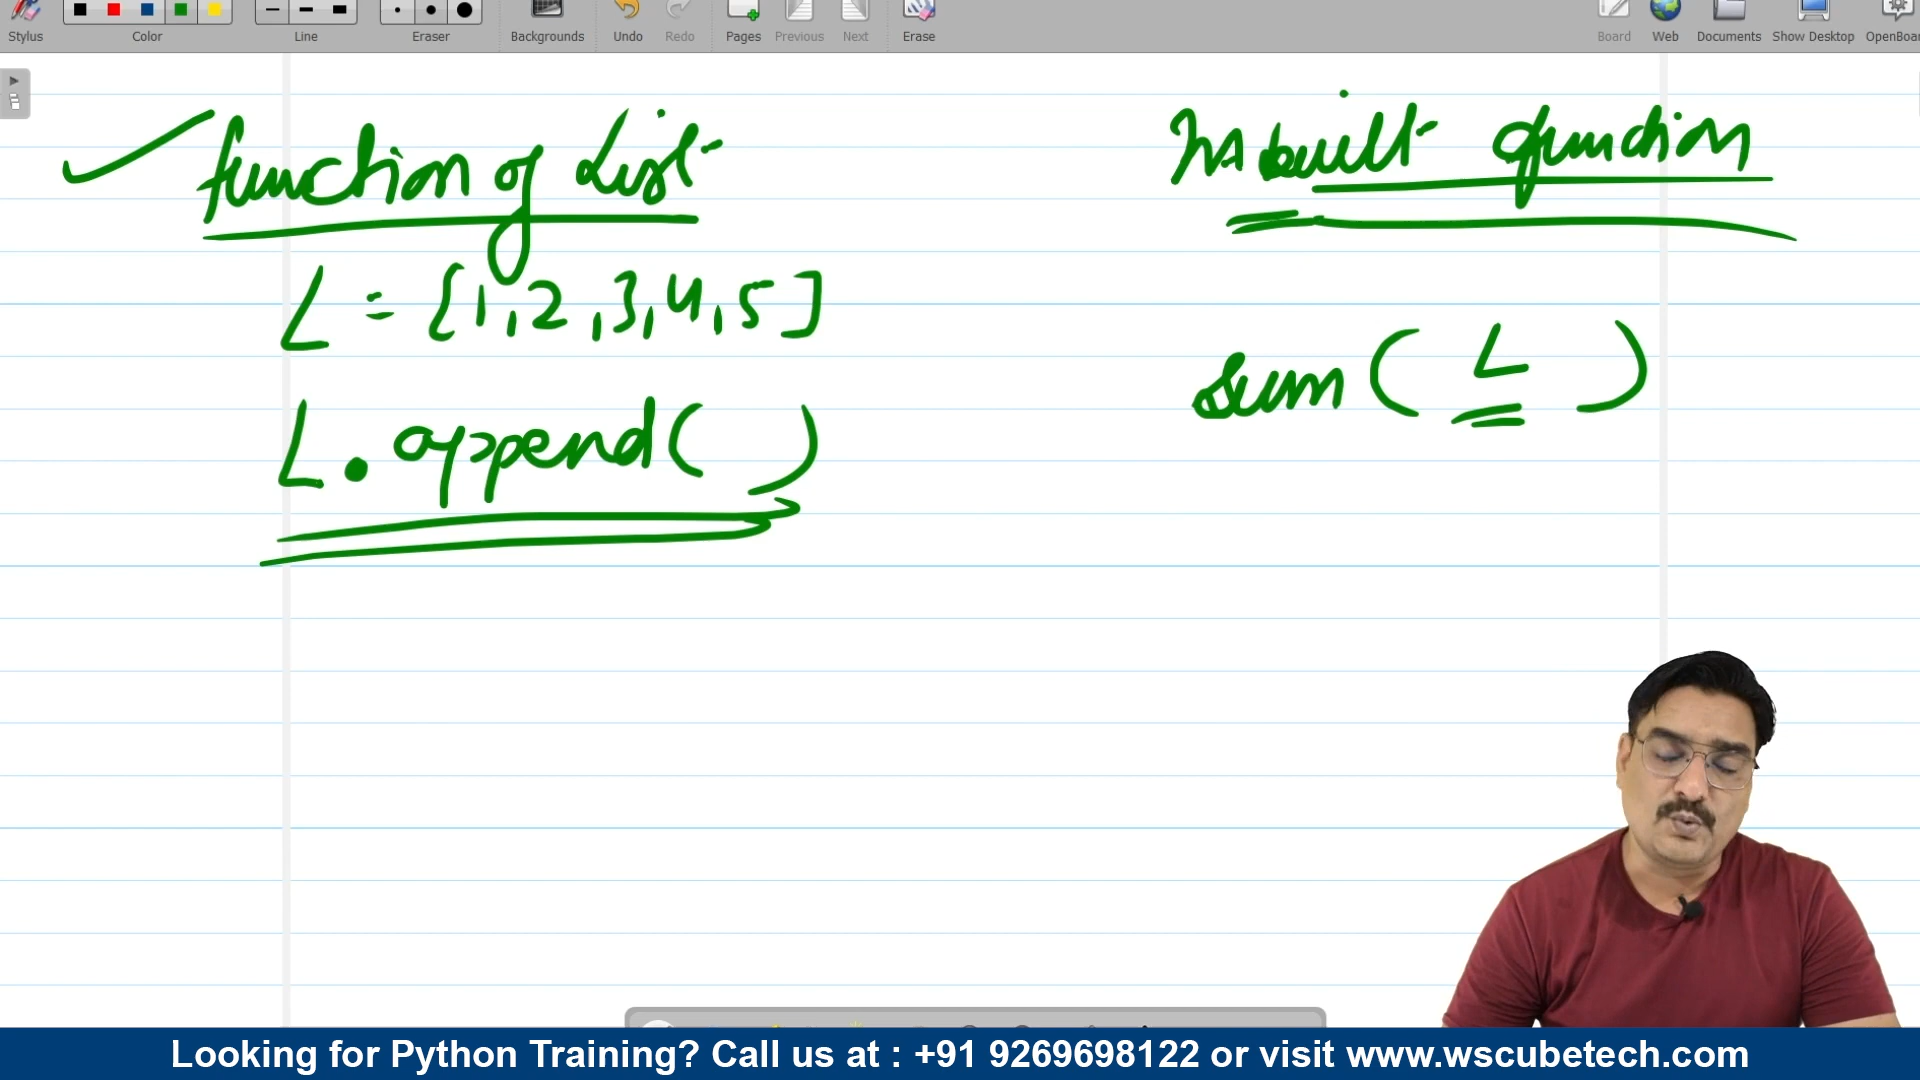 Stylus Color Line Eraser Backgrounds Undo Redo Pages Previous Next Erase Board Web Documents Show Desktop OpenBoar
function of List
L = [1,2,3,4,5]
L.append( )
Inbuilt function
sum( L )
Looking for Python Training? Call us at : +91 9269698122 or visit www.wscubetech.com